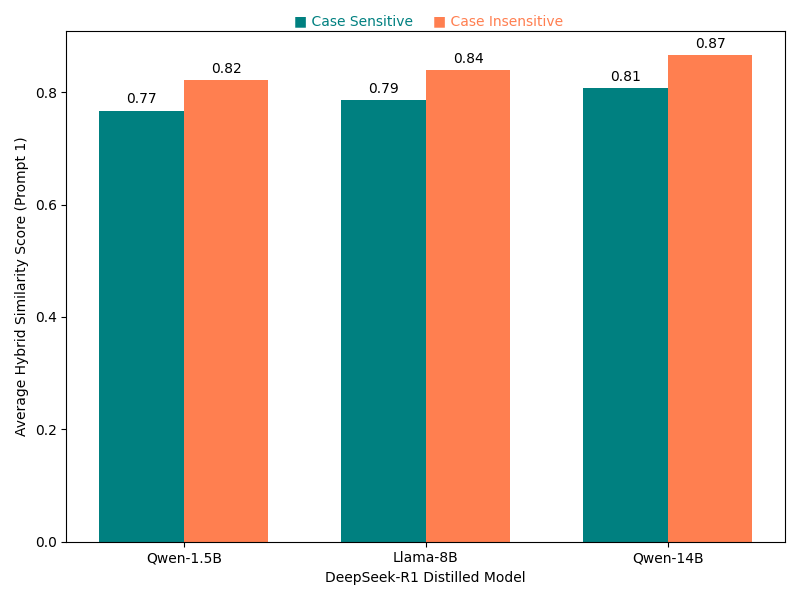 ■ Case Sensitive ■ Case Insensitive
0.77 0.82 0.79 0.84 0.81 0.87
Average Hybrid Similarity Score (Prompt 1)
0.8
0.6
0.4
0.2
0.0
Qwen-1.5B Llama-8B Qwen-14B
DeepSeek-R1 Distilled Model